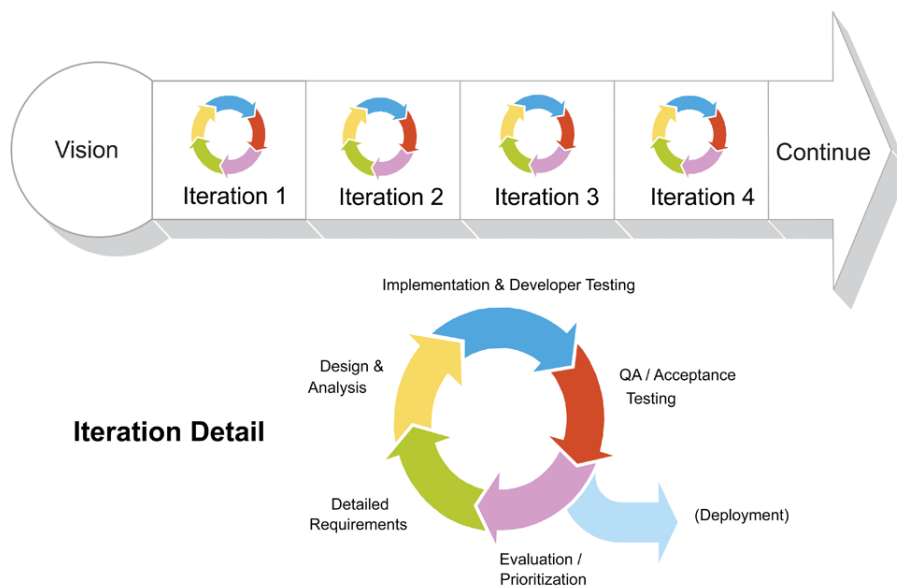 Vision
Iteration 1
Iteration 2
Iteration 3
Iteration 4
Continue
Implementation & Developer Testing
Design &
Analysis
QA / Acceptance
Testing
Iteration Detail
Detailed
Requirements
(Deployment)
Evaluation /
Prioritization